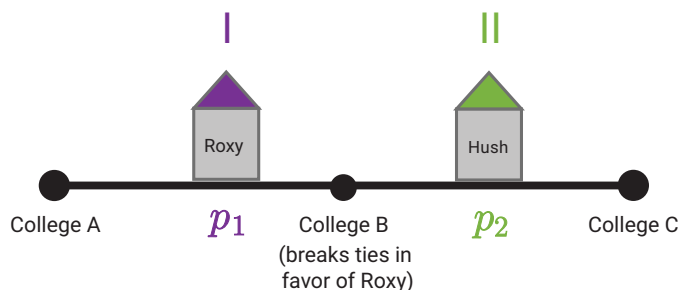 I II
Roxy Hush
College A p₁ College B p₂ College C
(breaks ties in
favor of Roxy)